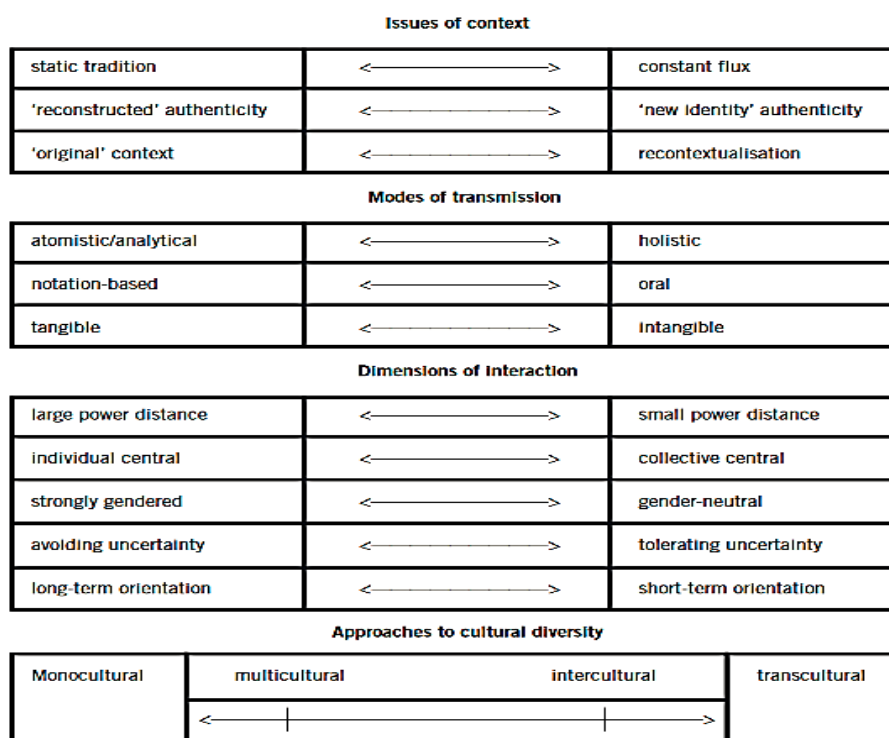 Issues of context
static tradition constant flux
‘reconstructed’ authenticity ‘new identity’ authenticity
‘original’ context recontextualisation
Modes of transmission
atomistic/analytical holistic
notation-based oral
tangible intangible
Dimensions of interaction
large power distance small power distance
individual central collective central
strongly gendered gender-neutral
avoiding uncertainty tolerating uncertainty
long-term orientation short-term orientation
Approaches to cultural diversity
Monocultural multicultural intercultural transcultural